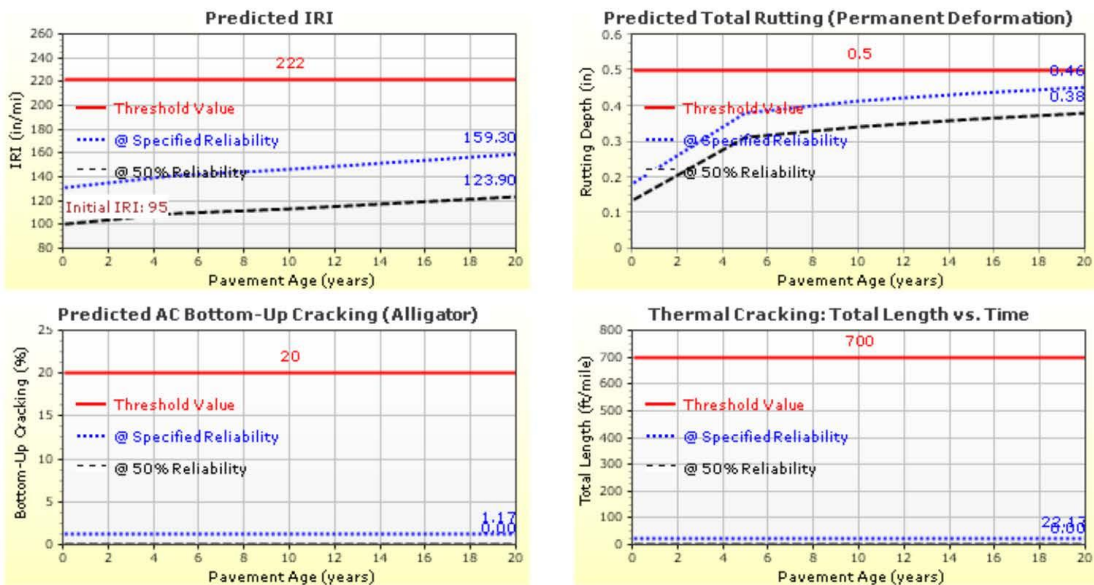 Predicted IRI
IRI (in/mi)
260
240
220
200
180
160
140
120
100
80
222
Threshold Value
@ Specified Reliability
@ 50% Reliability
159.30
123.90
Initial IRI: 95
0 2 4 6 8 10 12 14 16 18 20
Pavement Age (years)
Predicted Total Rutting (Permanent Deformation)
Rutting Depth (in)
0.6
0.5
0.4
0.3
0.2
0.1
0
0.5
0.46
0.38
Threshold Value
@ Specified Reliability
@ 50% Reliability
0 2 4 6 8 10 12 14 16 18 20
Pavement Age (years)
Predicted AC Bottom-Up Cracking (Alligator)
Bottom-Up Cracking (%)
25
20
15
10
5
0
20
Threshold Value
@ Specified Reliability
@ 50% Reliability
1.17
0.00
0 2 4 6 8 10 12 14 16 18 20
Pavement Age (years)
Thermal Cracking: Total Length vs. Time
Total Length (ft/mile)
800
700
600
500
400
300
200
100
0
700
Threshold Value
@ Specified Reliability
@ 50% Reliability
22.13
0.00
0 2 4 6 8 10 12 14 16 18 20
Pavement Age (years)